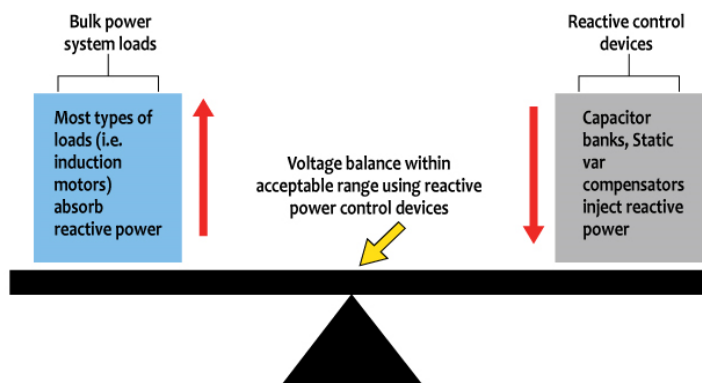 Bulk power
system loads
Most types of
loads (i.e.
induction
motors)
absorb
reactive power
Voltage balance within
acceptable range using reactive
power control devices
Reactive control
devices
Capacitor
banks, Static
var
compensators
inject reactive
power